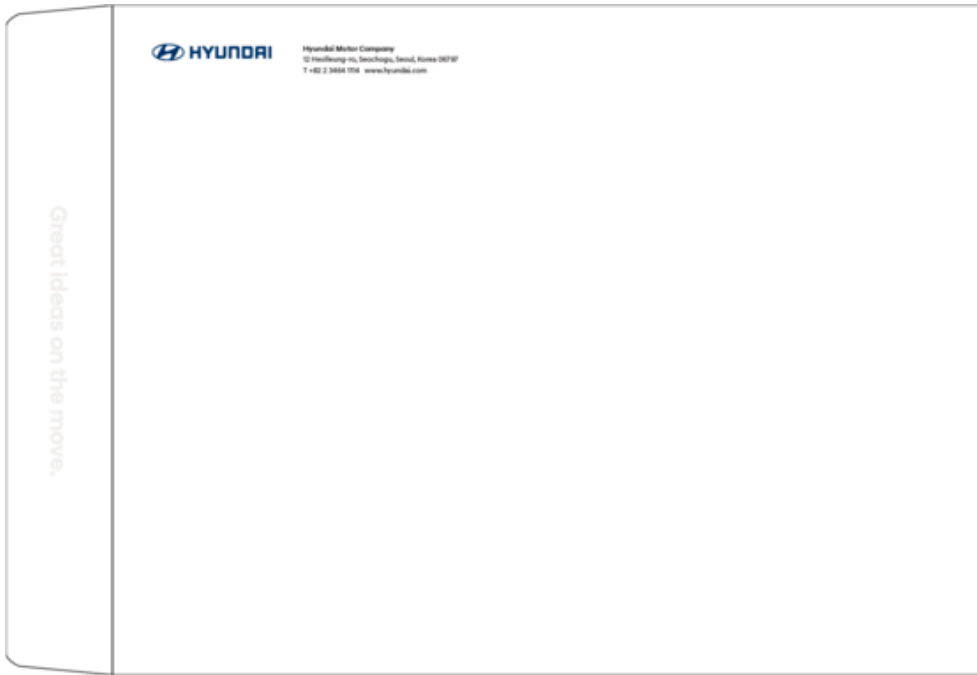 HYUNDAI
Hyundai Motor Company
12 Heolleung-ro, Seochogu, Seoul, Korea 06797
T +82 2 3464 1114 www.hyundai.com
Great ideas on the move.